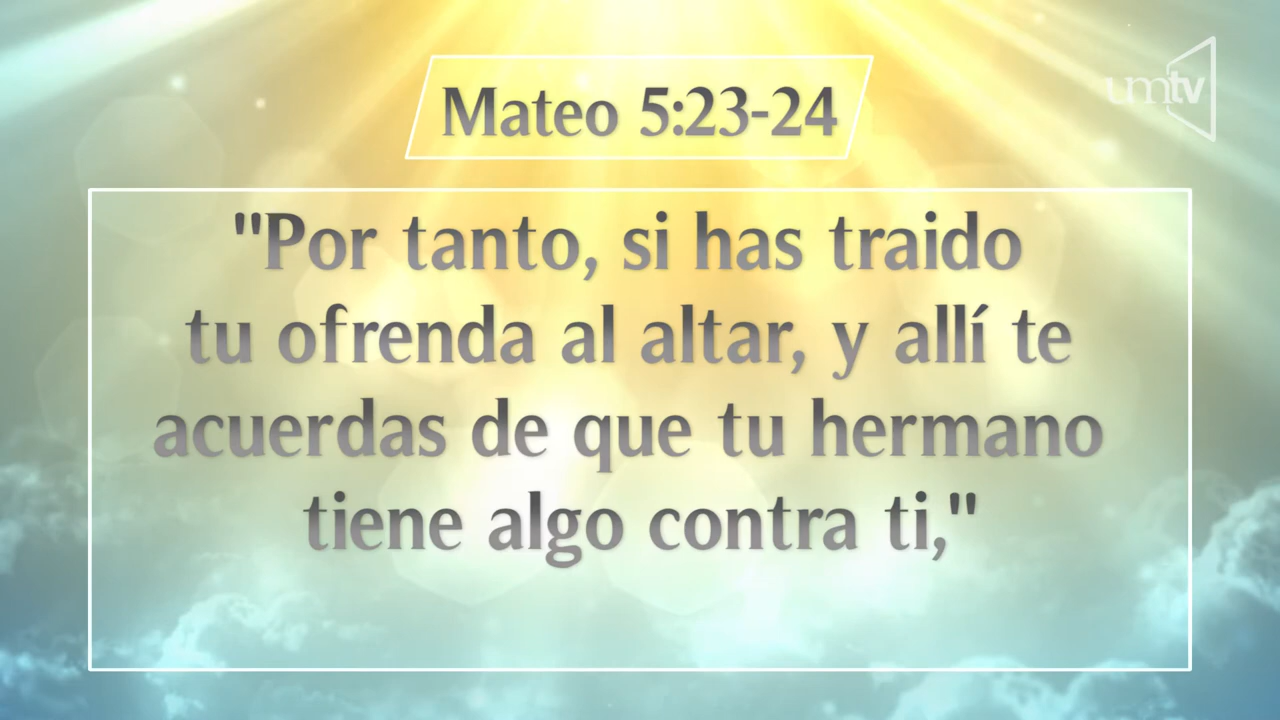 umtv
Mateo 5:23-24
"Por tanto, si has traido
tu ofrenda al altar, y allí te
acuerdas de que tu hermano
tiene algo contra ti,"